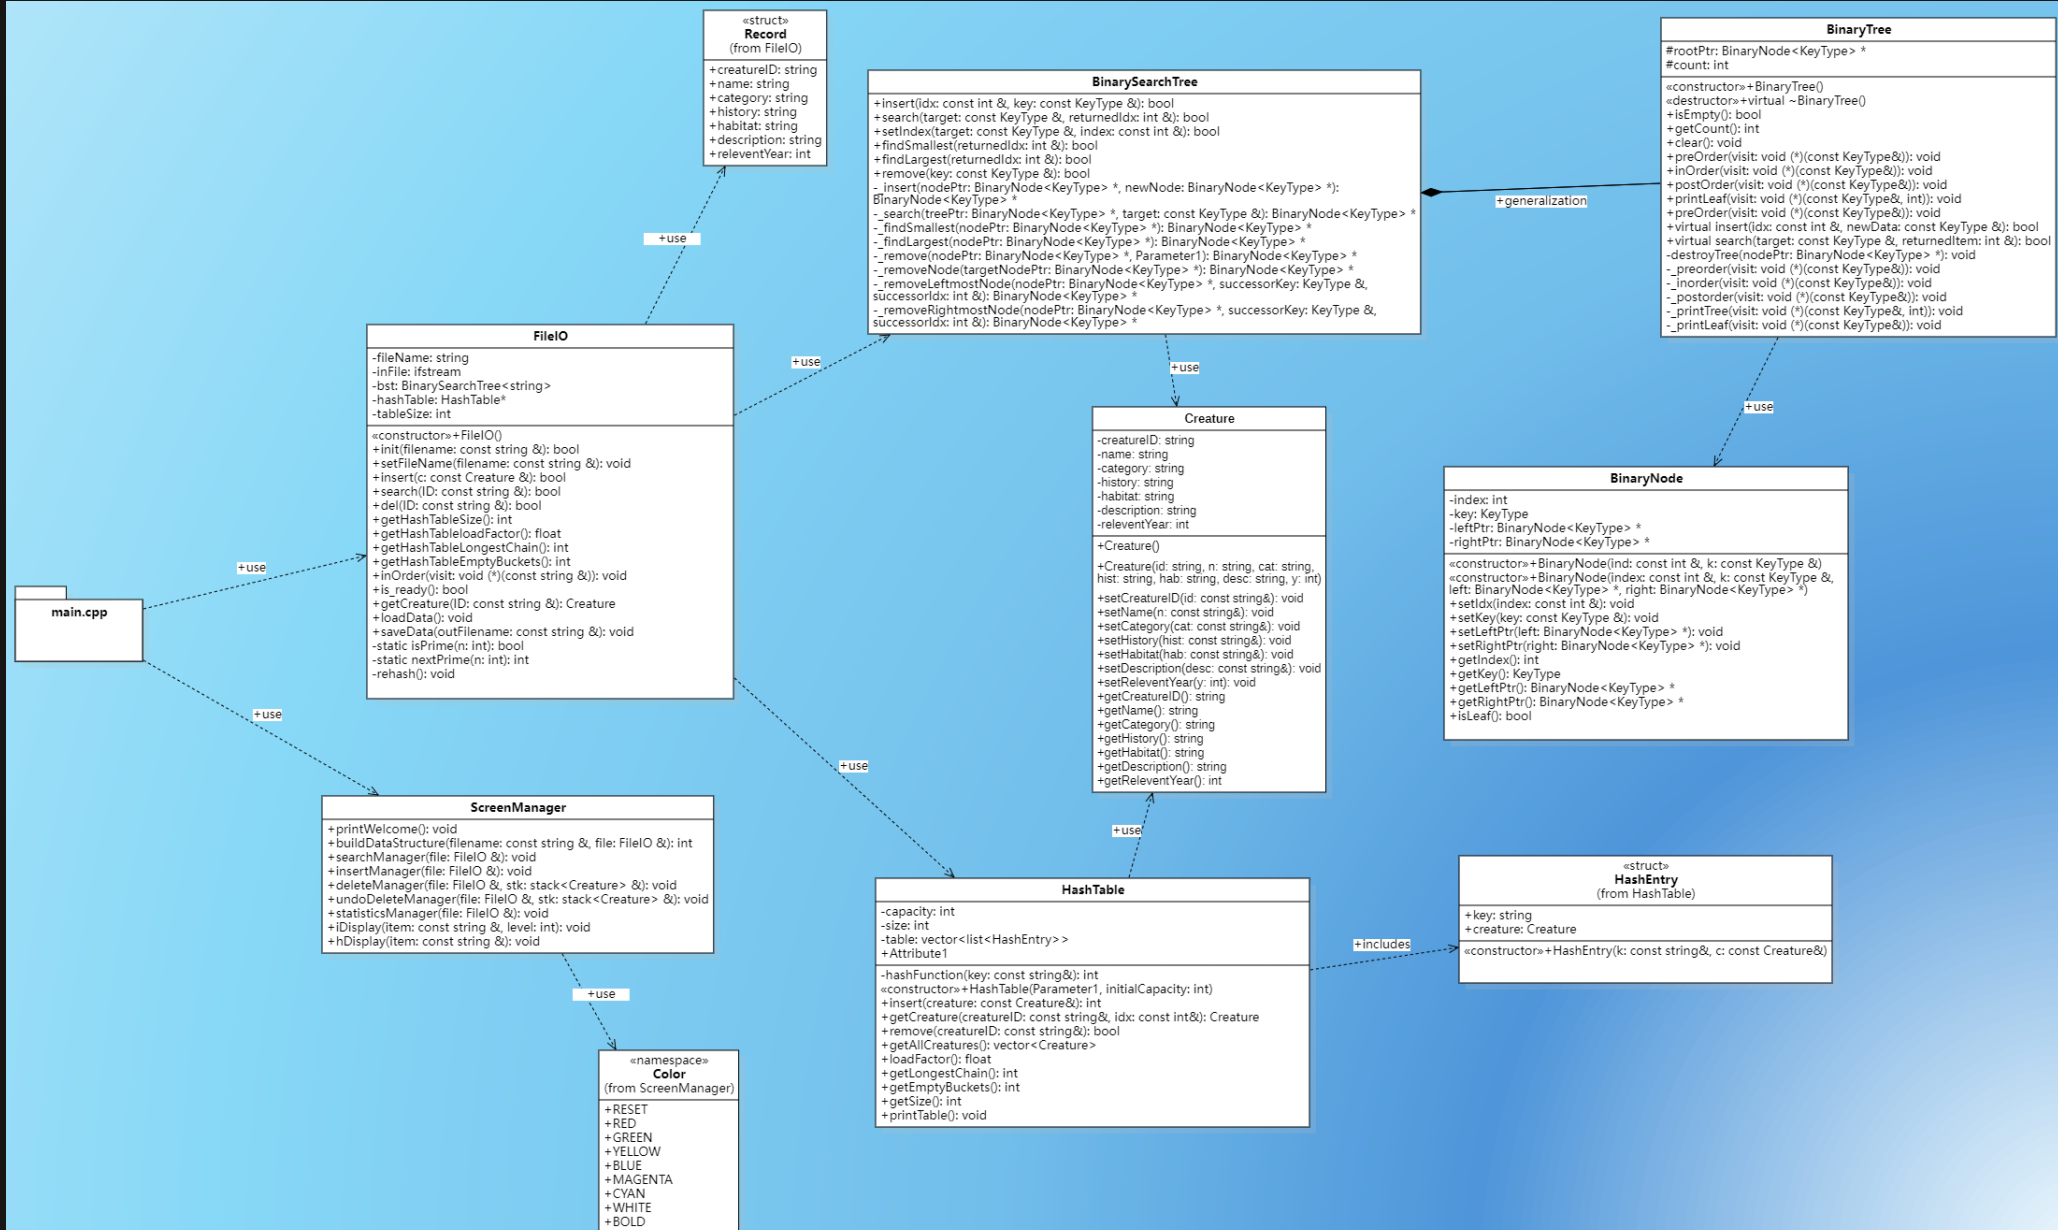 «struct»
Record
(from FileIO)
+creatureID: string
+name: string
+category: string
+history: string
+habitat: string
+description: string
+releventYear: int
+use
BinarySearchTree
+insert(idx: const int &, key: const KeyType &): bool
+search(target: const KeyType &, returnedIdx: int &): bool
+setIndex(target: const KeyType &, index: const int &): bool
+findSmallest(returnedIdx: int &): bool
+findLargest(returnedIdx: int &): bool
+remove(key: const KeyType &): bool
-_insert(nodePtr: BinaryNode<KeyType> *, newNode: BinaryNode<KeyType> *):
BinaryNode<KeyType> *
-_search(treePtr: BinaryNode<KeyType> *, target: const KeyType &): BinaryNode<KeyType> *
-_findSmallest(nodePtr: BinaryNode<KeyType> *): BinaryNode<KeyType> *
-_findLargest(nodePtr: BinaryNode<KeyType> *): BinaryNode<KeyType> *
-_remove(nodePtr: BinaryNode<KeyType> *, Parameter1): BinaryNode<KeyType> *
-_removeNode(targetNodePtr: BinaryNode<KeyType> *): BinaryNode<KeyType> *
-_removeLeftmostNode(nodePtr: BinaryNode<KeyType> *, successorKey: KeyType &,
successorIdx: int &): BinaryNode<KeyType> *
-_removeRightmostNode(nodePtr: BinaryNode<KeyType> *, successorKey: KeyType &,
successorIdx: int &): BinaryNode<KeyType> *
+generalization
BinaryTree
#rootPtr: BinaryNode<KeyType> *
#count: int
«constructor»+BinaryTree()
«destructor»+virtual ~BinaryTree()
+isEmpty(): bool
+getCount(): int
+clear(): void
+preOrder(visit: void (*)(const KeyType&)): void
+inOrder(visit: void (*)(const KeyType&)): void
+postOrder(visit: void (*)(const KeyType&)): void
+printLeaf(visit: void (*)(const KeyType&, int)): void
+preOrder(visit: void (*)(const KeyType&)): void
+virtual insert(idx: const int &, newData: const KeyType &): bool
+virtual search(target: const KeyType &, returnedItem: int &): bool
-destroyTree(nodePtr: BinaryNode<KeyType> *): void
-_preorder(visit: void (*)(const KeyType&)): void
-_inorder(visit: void (*)(const KeyType&)): void
-_postorder(visit: void (*)(const KeyType&)): void
-_printTree(visit: void (*)(const KeyType&, int)): void
-_printLeaf(visit: void (*)(const KeyType&)): void
FileIO
-fileName: string
-inFile: ifstream
-bst: BinarySearchTree<string>
-hashTable: HashTable*
-tableSize: int
«constructor»+FileIO()
+init(filename: const string &): bool
+setFileName(filename: const string &): void
+insert(c: const Creature &): bool
+search(ID: const string &): bool
+del(ID: const string &): bool
+getHashTableSize(): int
+getHashTableloadFactor(): float
+getHashTableLongestChain(): int
+getHashTableEmptyBuckets(): int
+inOrder(visit: void (*)(const string &)): void
+is_ready(): bool
+getCreature(ID: const string &): Creature
+loadData(): void
+saveData(outFilename: const string &): void
-static isPrime(n: int): bool
-static nextPrime(n: int): int
-rehash(): void
+use
+use
+use
Creature
-creatureID: string
-name: string
-category: string
-history: string
-habitat: string
-description: string
-releventYear: int
+Creature()
+Creature(id: string, n: string, cat: string,
hist: string, hab: string, desc: string, y: int)
+setCreatureID(id: const string&): void
+setName(n: const string&): void
+setCategory(cat: const string&): void
+setHistory(hist: const string&): void
+setHabitat(hab: const string&): void
+setDescription(desc: const string&): void
+setReleventYear(y: int): void
+getCreatureID(): string
+getName(): string
+getCategory(): string
+getHistory(): string
+getHabitat(): string
+getDescription(): string
+getReleventYear(): int
BinaryNode
-index: int
-key: KeyType
-leftPtr: BinaryNode<KeyType> *
-rightPtr: BinaryNode<KeyType> *
«constructor»+BinaryNode(ind: const int &, k: const KeyType &)
«constructor»+BinaryNode(index: const int &, k: const KeyType &,
left: BinaryNode<KeyType> *, right: BinaryNode<KeyType> *)
+setIdx(index: const int &): void
+setKey(key: const KeyType &): void
+setLeftPtr(left: BinaryNode<KeyType> *): void
+setRightPtr(right: BinaryNode<KeyType> *): void
+getIndex(): int
+getKey(): KeyType
+getLeftPtr(): BinaryNode<KeyType> *
+getRightPtr(): BinaryNode<KeyType> *
+isLeaf(): bool
+use
main.cpp
+use
+use
+use
ScreenManager
+printWelcome(): void
+buildDataStructure(filename: const string &, file: FileIO &): int
+searchManager(file: FileIO &): void
+insertManager(file: FileIO &): void
+deleteManager(file: FileIO &, stk: stack<Creature> &): void
+undoDeleteManager(file: FileIO &, stk: stack<Creature> &): void
+statisticsManager(file: FileIO &): void
+iDisplay(item: const string &, level: int): void
+hDisplay(item: const string &): void
HashTable
-capacity: int
-size: int
-table: vector<list<HashEntry>>
+Attribute1
-hashFunction(key: const string&): int
«constructor»+HashTable(Parameter1, initialCapacity: int)
+insert(creature: const Creature&): int
+getCreature(creatureID: const string&, idx: const int&): Creature
+remove(creatureID: const string&): bool
+getAllCreatures(): vector<Creature>
+loadFactor(): float
+getLongestChain(): int
+getEmptyBuckets(): int
+getSize(): int
+printTable(): void
+includes
«struct»
HashEntry
(from HashTable)
+key: string
+creature: Creature
«constructor»+HashEntry(k: const string&, c: const Creature&)
+use
«namespace»
Color
(from ScreenManager)
+RESET
+RED
+GREEN
+YELLOW
+BLUE
+MAGENTA
+CYAN
+WHITE
+BOLD